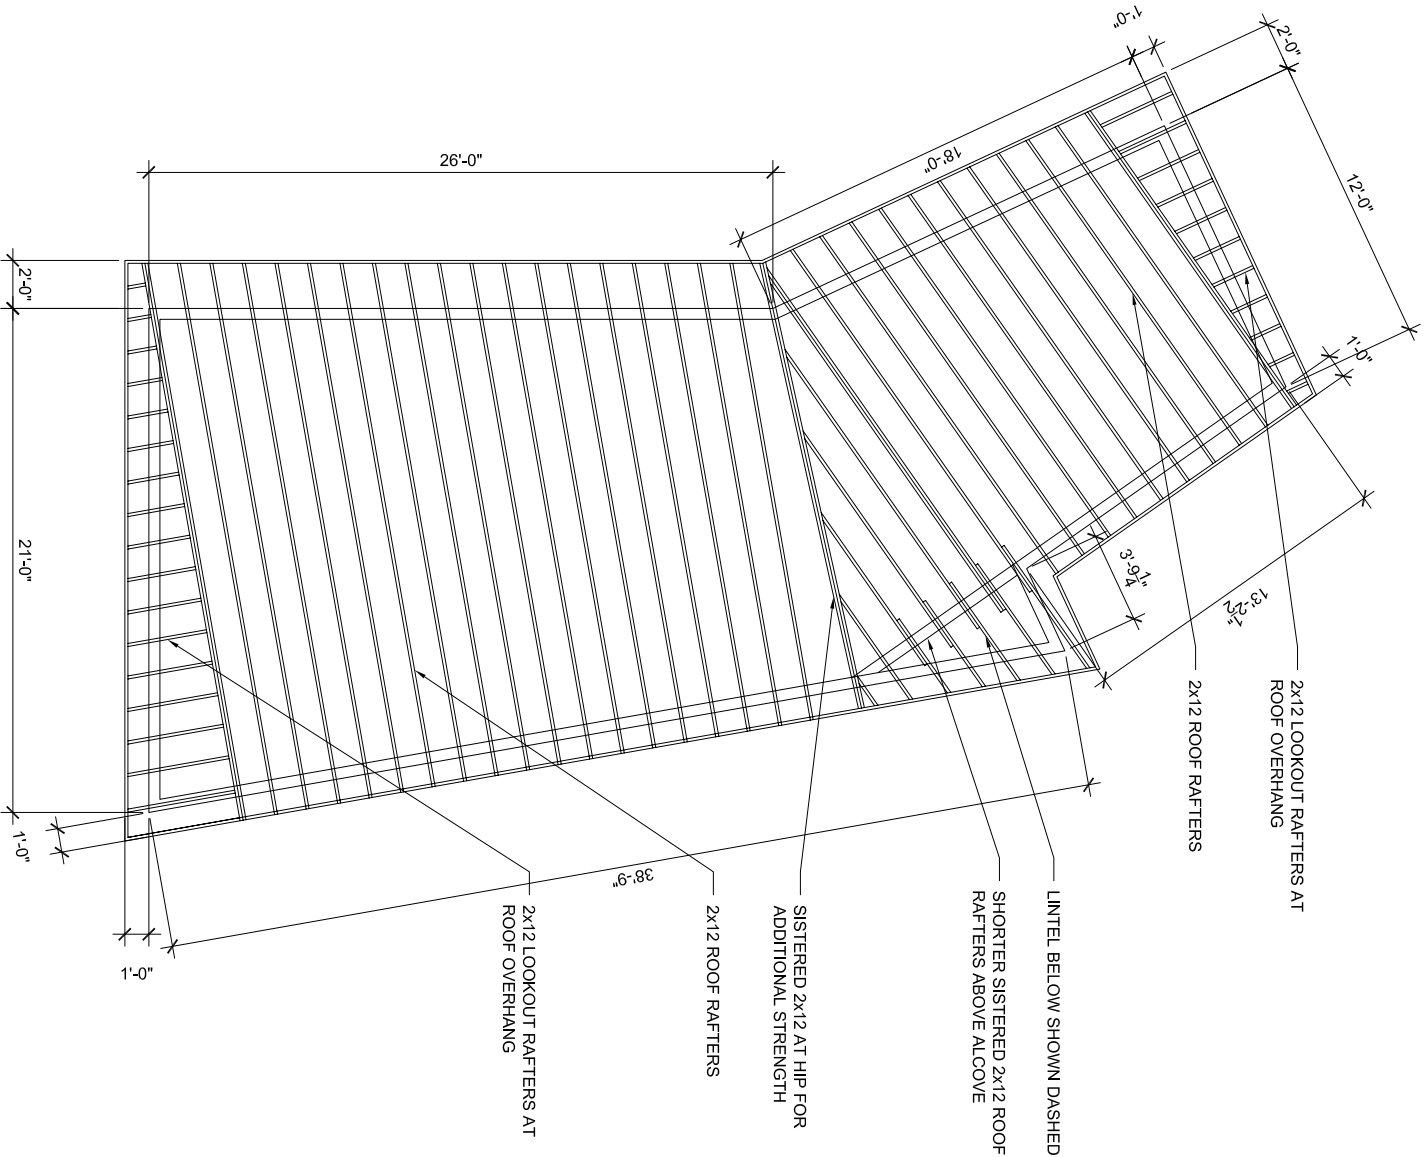 1'-0"
2'-0"
12'-0"
18'-0"
26'-0"
1'-0"
2'-0"
21'-0"
1'-0"
1'-0"
3'-9 1/4"
13'-2 1/2"
38'-9"
2x12 LOOKOUT RAFTERS AT
ROOF OVERHANG
2x12 ROOF RAFTERS
LINTEL BELOW SHOWN DASHED
SHORTER SISTERED 2x12 ROOF
RAFTERS ABOVE ALCOVE
SISTERED 2x12 AT HIP FOR
ADDITIONAL STRENGTH
2x12 ROOF RAFTERS
2x12 LOOKOUT RAFTERS AT
ROOF OVERHANG